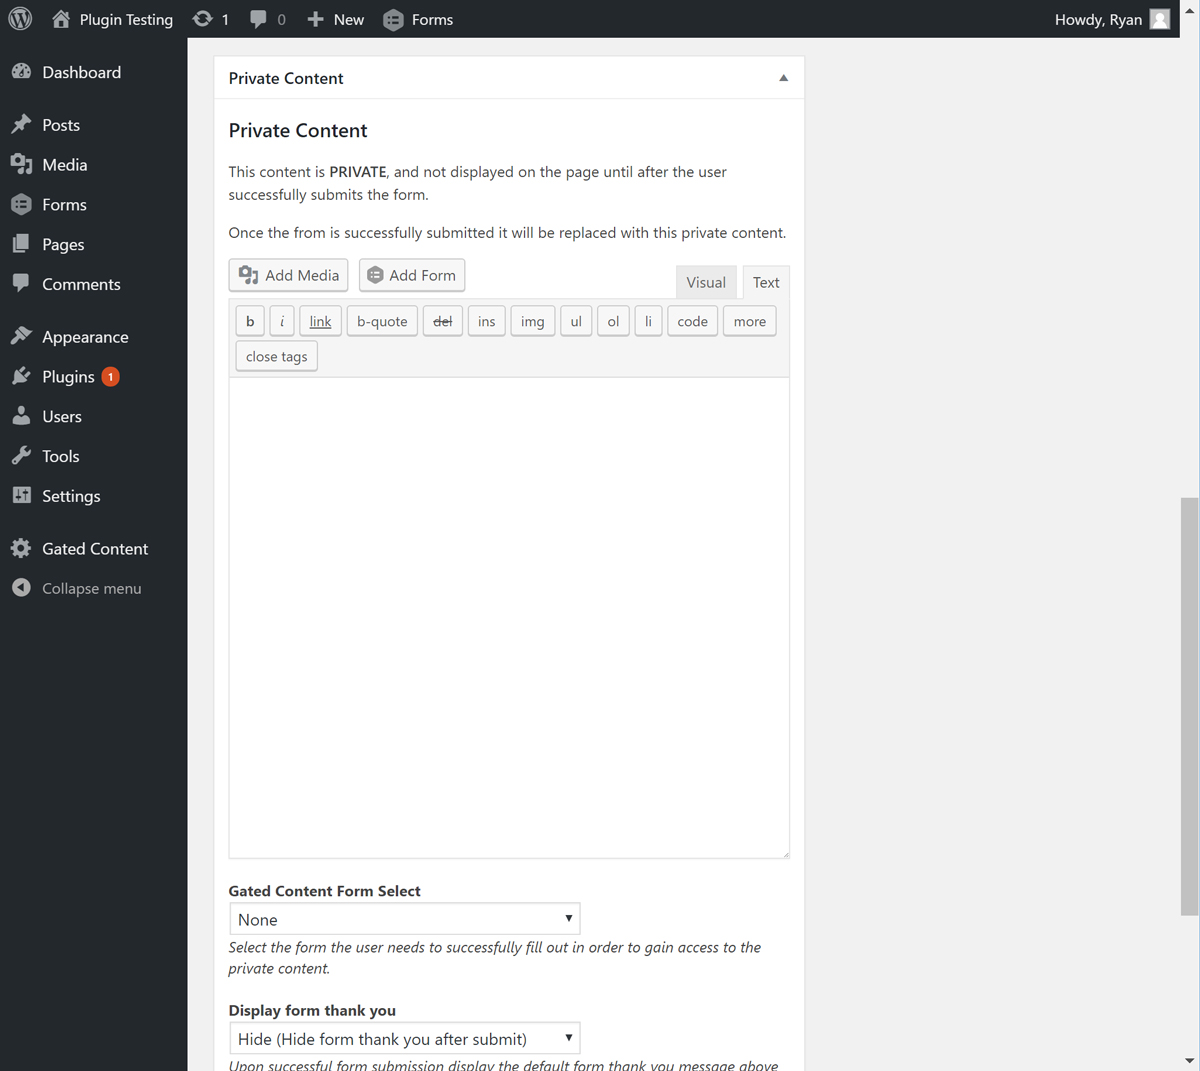 Plugin Testing 1 0 New Forms Howdy, Ryan
Dashboard
Posts
Media
Forms
Pages
Comments
Appearance
Plugins 1
Users
Tools
Settings
Gated Content
Collapse menu
Private Content
Private Content
This content is PRIVATE, and not displayed on the page until after the user
successfully submits the form.
Once the from is successfully submitted it will be replaced with this private content.
Add Media Add Form Visual Text
b i link b-quote del ins img ul ol li code more
close tags
Gated Content Form Select
None
Select the form the user needs to successfully fill out in order to gain access to the
private content.
Display form thank you
Hide (Hide form thank you after submit)
Upon successful form submission display the default form thank you message above